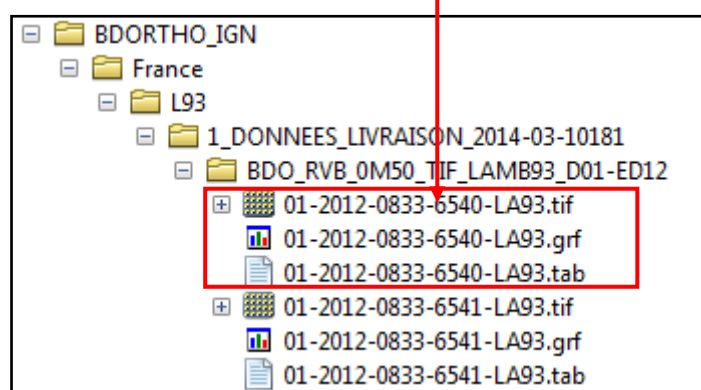 BDORTHO_IGN
France
L93
1_DONNEES_LIVRAISON_2014-03-10181
BDO_RVB_0M50_TIF_LAMB93_D01-ED12
01-2012-0833-6540-LA93.tif
01-2012-0833-6540-LA93.grf
01-2012-0833-6540-LA93.tab
01-2012-0833-6541-LA93.tif
01-2012-0833-6541-LA93.grf
01-2012-0833-6541-LA93.tab